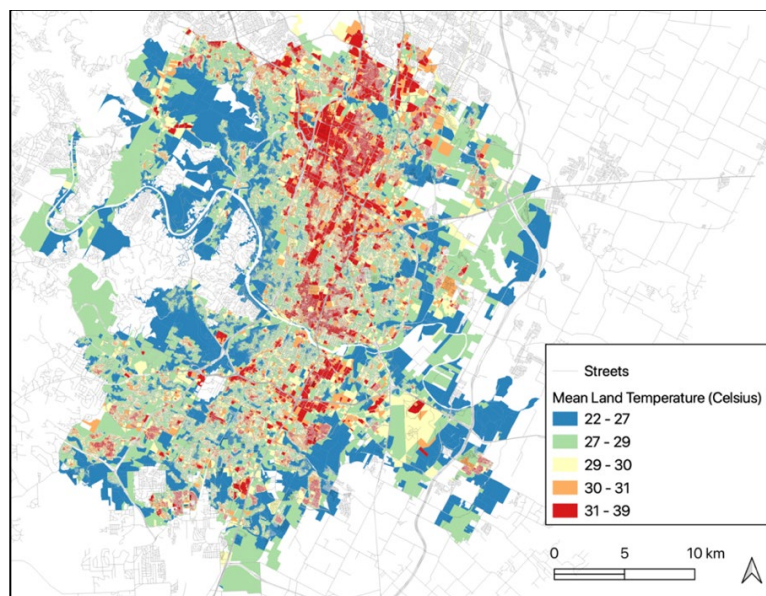 Streets
Mean Land Temperature (Celsius)
22 - 27
27 - 29
29 - 30
30 - 31
31 - 39
0 5 10 km